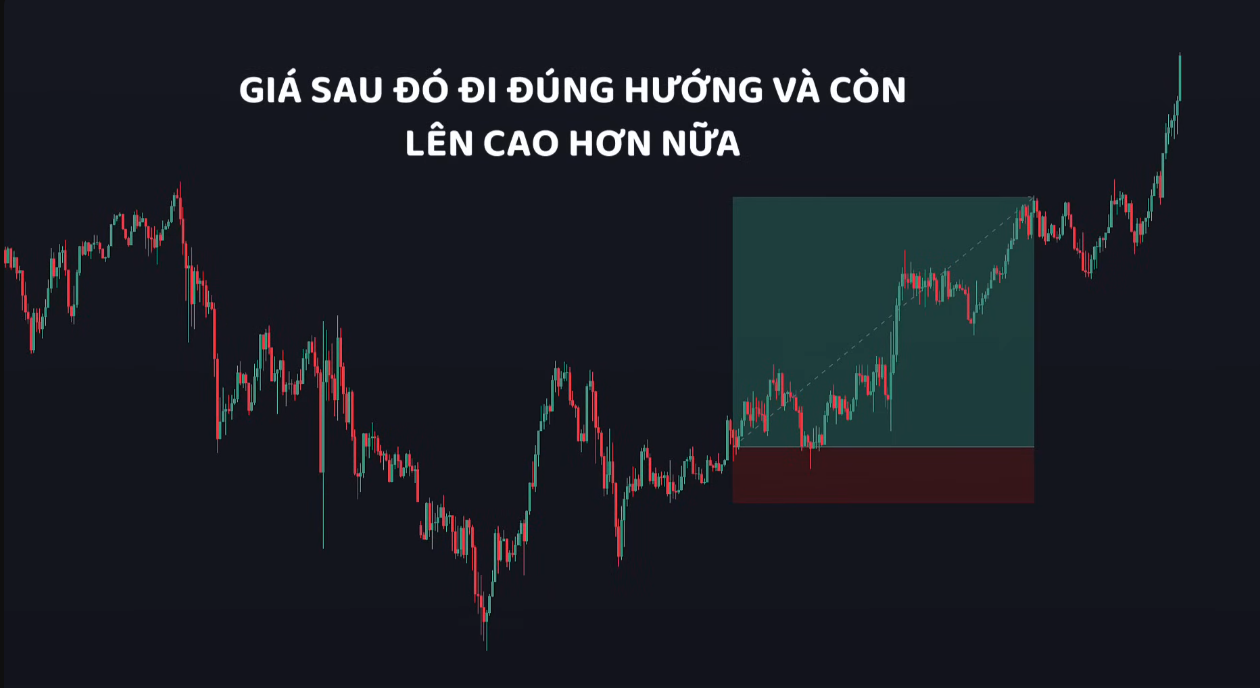 GIÁ SAU ĐÓ ĐI ĐÚNG HƯỚNG VÀ CÒN
LÊN CAO HƠN NỮA